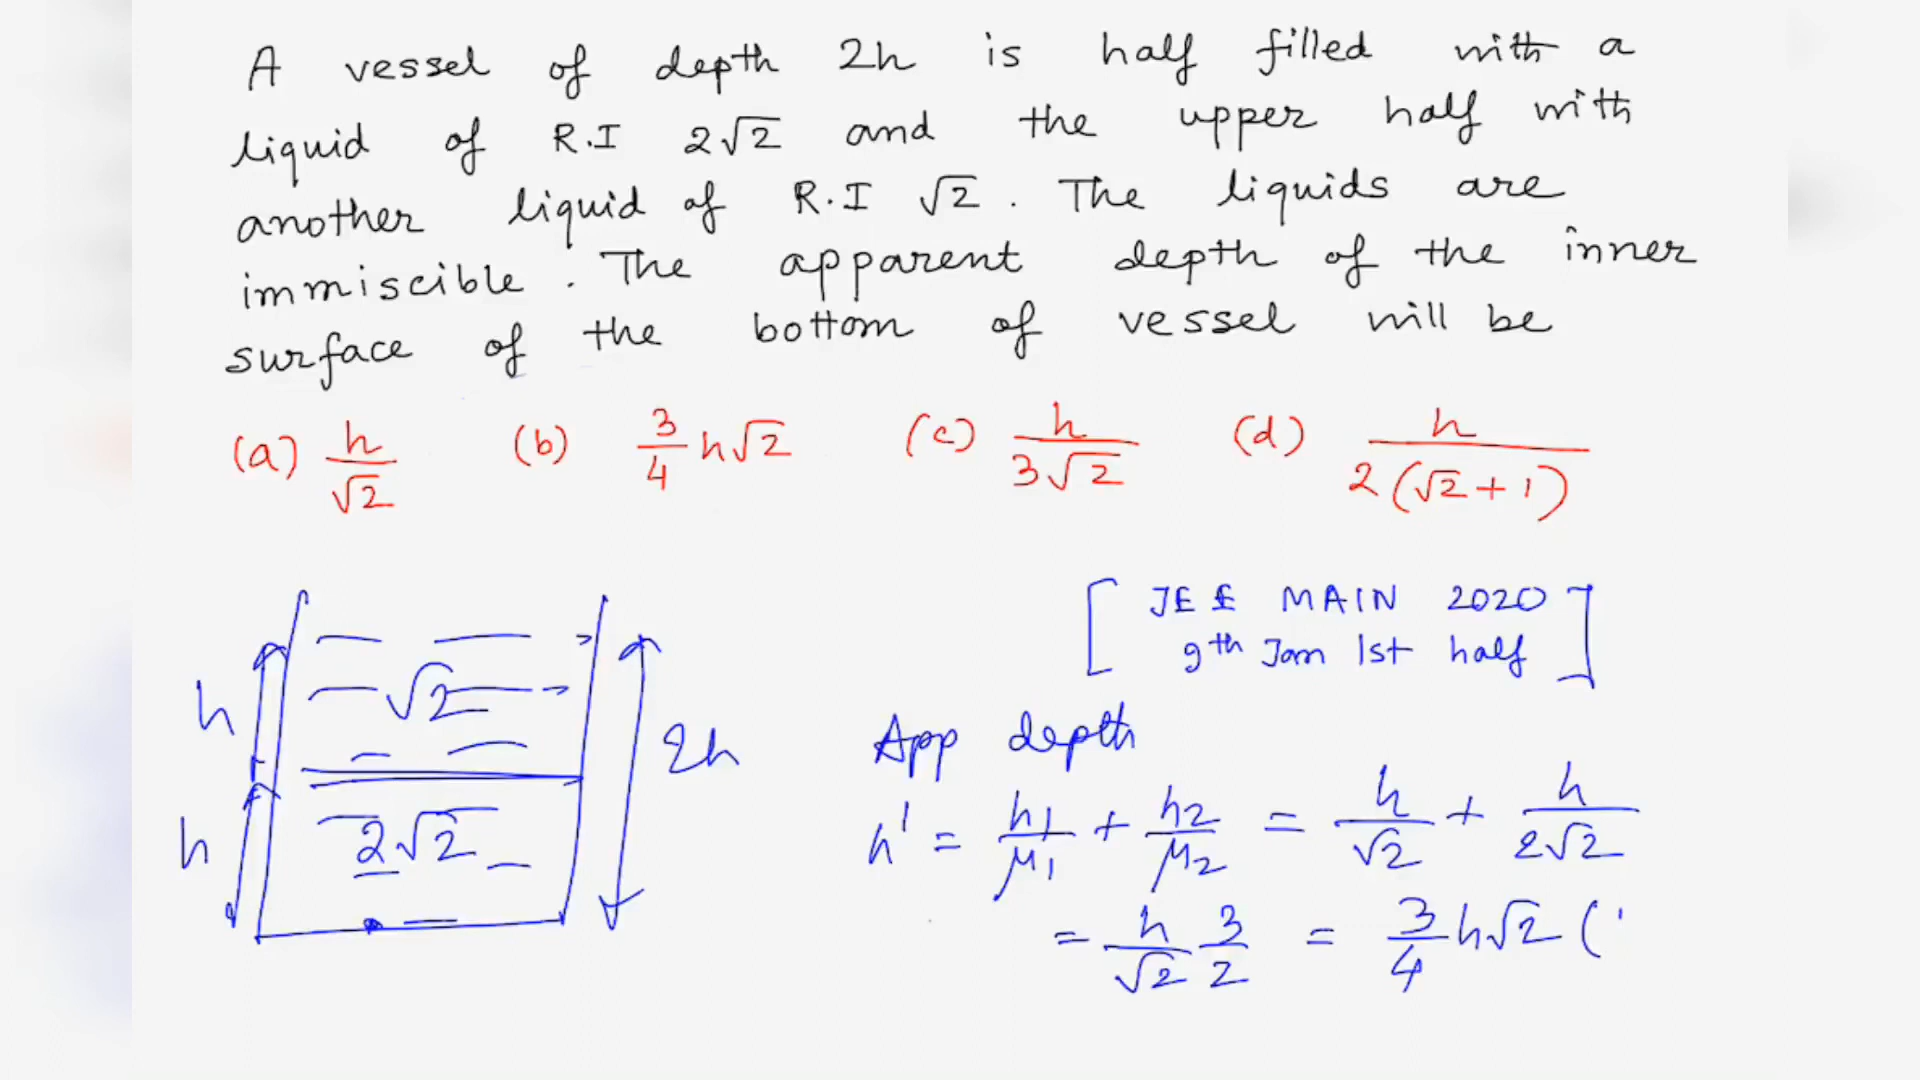 A vessel of depth 2h is half filled with a
liquid of R.I 2√2 and the upper half with
another liquid of R.I √2. The liquids are
immiscible. The apparent depth of the inner
surface of the bottom of vessel will be
(a) h/√2 (b) 3/4 h√2 (c) h/3√2 (d) h/2(√2+1)
[JEE MAIN 2020
9th Jan 1st half]
√2
h
2h
2√2
h
App depth
h' = h1/μ1 + h2/μ2 = h/√2 + h/2√2
= h/√2 3/2 = 3/4 h√2 (